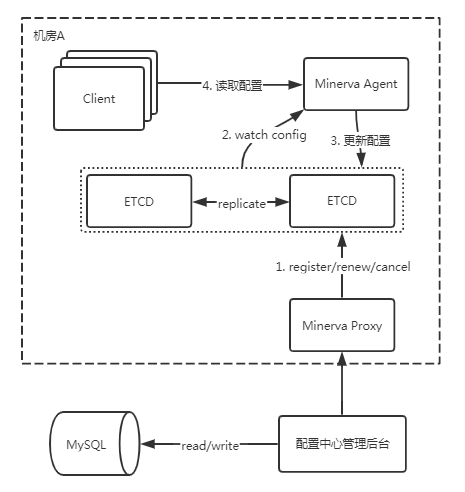 机房A
Client
4. 读取配置
Minerva Agent
2. watch config
3. 更新配置
ETCD
replicate
ETCD
1. register/renew/cancel
Minerva Proxy
MySQL
read/write
配置中心管理后台